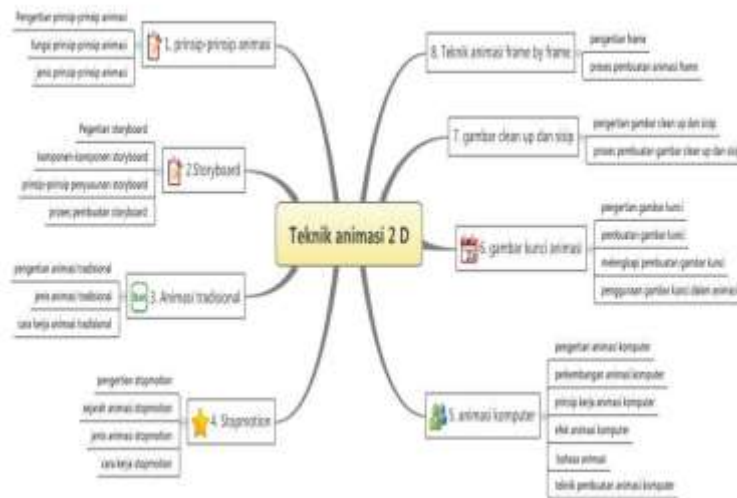 Teknik animasi 2 D
1. prinsip-prinsip animasi
Pengertian prinsip-prinsip animasi
fungsi prinsip-prinsip animasi
jenis prinsip-prinsip animasi
2.Storyboard
Pegertian storyboard
komponen-komponen storyboard
prinsip-prinsip penyusunan storyboard
proses pembuatan storyboard
3. Animasi tradisional
pengertian animasi tradisional
jenis animasi tradisional
cara kerja animasi tradisional
4. Stopmotion
pengertian stopmotion
sejarah animasi stopmotion
jenis animasi stopmotion
cara kerja stopmotion
5. animasi komputer
pengertian animasi komputer
perkembangan animasi komputer
prinsip kerja animasi komputer
efek animasi komputer
bahasa animasi
teknik pembuatan animasi komputer
6. gambar kunci animasi
pengertian gambar kunci
pembuatan gambar kunci
melengkapi pembuatan gambar kunci
penggunaan gambar kunci dalam animasi
7. gambar clean up dan sisip
pengertian gambar clean up dan sisip
proses pembuatan gambar clean up dan sisip
8. Teknik animasi frame by frame
pengertian frame
proses pembuatan animasi frame